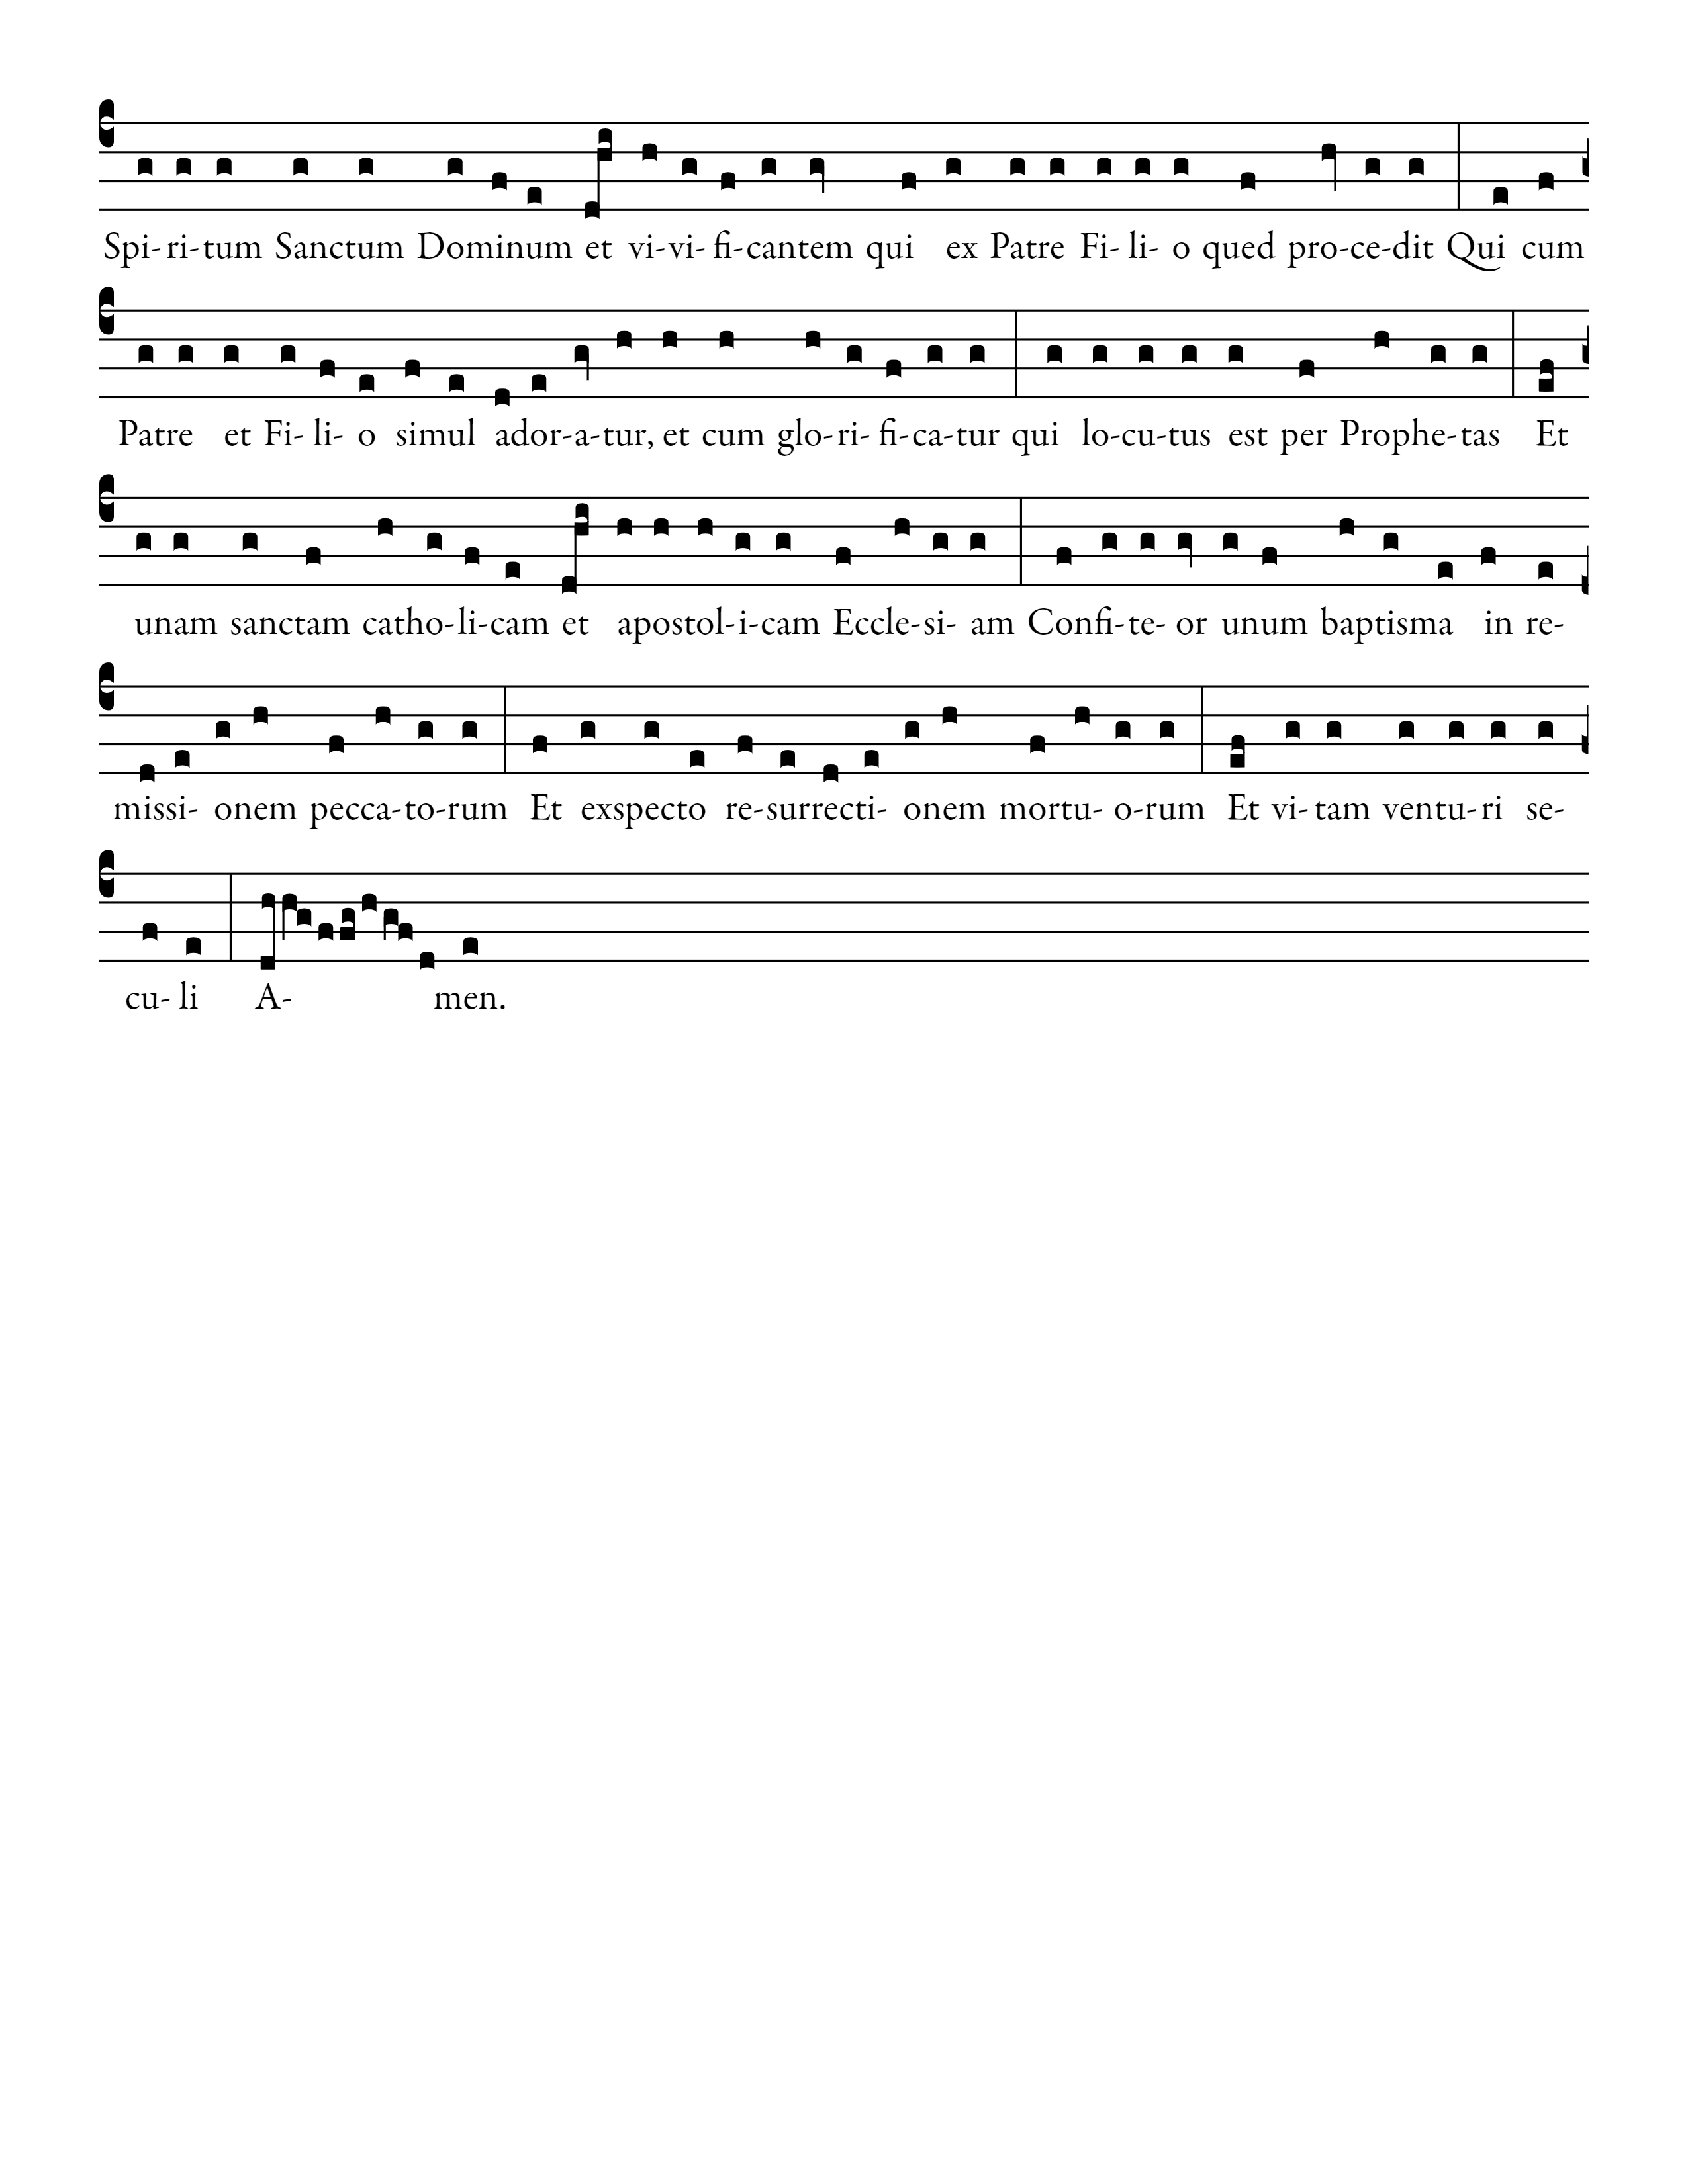 Spi- ri- tum Sanctum Dominum et vi- vi- fi- cantem qui ex Patre Fi- li- o qued pro- ce- dit Qui cum
Patre et Fi- li- o simul ador- a- tur, et cum glo- ri- fi- ca- tur qui lo- cu- tus est per Prophe- tas Et
unam sanctam catho- li- cam et apostol- i- cam Eccle- si- am Confi- te- or unum baptisma in re-
missi- onem pecca- to- rum Et exspecto re- surrecti- onem mortu- o- rum Et vi- tam ventu- ri se-
cu- li A- men.